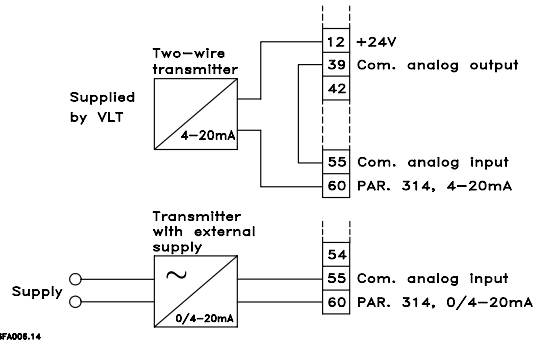 12 +24V
Two-wire
transmitter
39 Com. analog output
42
Supplied
by VLT
4-20mA
55 Com. analog input
60 PAR. 314, 4-20mA
Transmitter
with external
supply
54
~
55 Com. analog input
Supply
60 PAR. 314, 0/4-20mA
0/4-20mA
SFA006.14